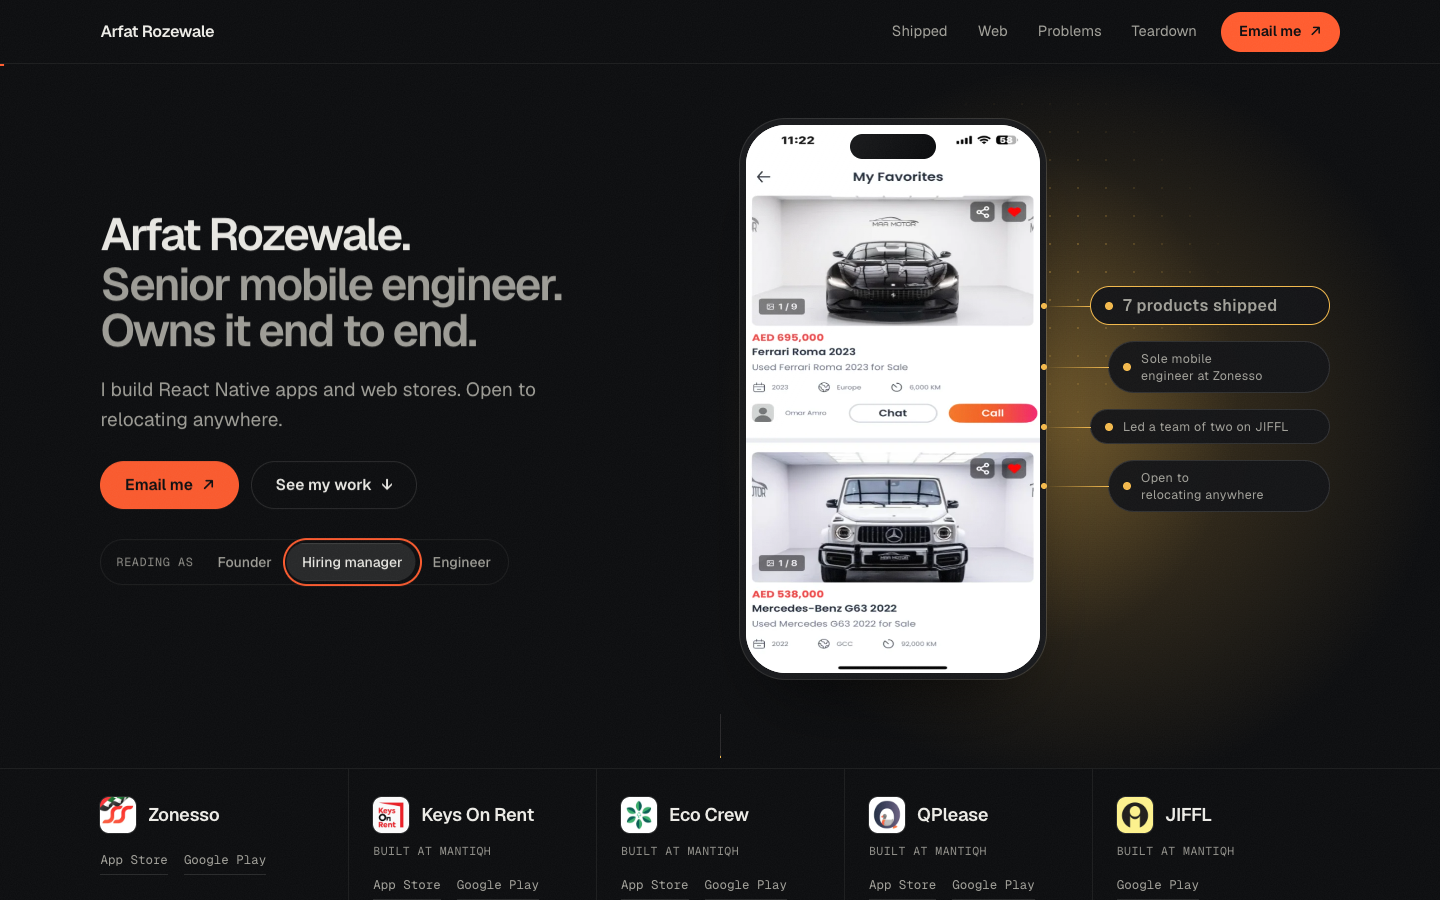 Arfat Rozewale
Shipped Web Problems Teardown Email me
Arfat Rozewale.
Senior mobile engineer.
Owns it end to end.
I build React Native apps and web stores. Open to
relocating anywhere.
Email me See my work
READING AS Founder Hiring manager Engineer
11:22
My Favorites
MAR MOTOR
1 / 9
AED 695,000
Ferrari Roma 2023
Used Ferrari Roma 2023 for Sale
2023 Europe 6,000 KM
Omar Amro Chat Call
1 / 8
AED 538,000
Mercedes-Benz G63 2022
Used Mercedes G63 2022 for Sale
2022 GCC 92,000 KM
7 products shipped
Sole mobile
engineer at Zonesso
Led a team of two on JIFFL
Open to
relocating anywhere
Zonesso
App Store Google Play
Keys On Rent
Keys On Rent
BUILT AT MANTIQH
App Store Google Play
Eco Crew
BUILT AT MANTIQH
App Store Google Play
QPlease
BUILT AT MANTIQH
App Store Google Play
JIFFL
BUILT AT MANTIQH
Google Play